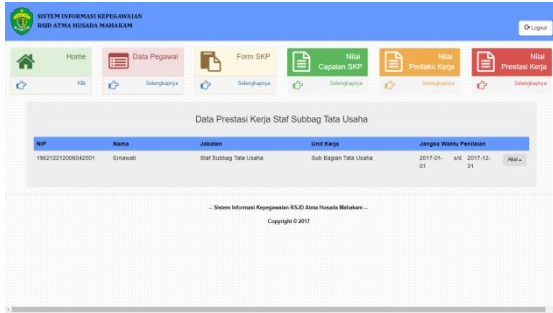 SISTEM INFORMASI KEPEGAWAIAN
RSJD ATMA HUSADA MAHAKAM
Logout
Home
Klik
Data Pegawai
Selengkapnya
Form SKP
Selengkapnya
Nilai
Capaian SKP
Selengkapnya
Nilai
Perilaku Kerja
Selengkapnya
Nilai
Prestasi Kerja
Selengkapnya
Data Prestasi Kerja Staf Subbag Tata Usaha
NIP Nama Jabatan Unit Kerja Jangka Waktu Penilaian
196212212006042001 Ernawati Staf Subbag Tata Usaha Sub Bagian Tata Usaha 2017-01- s/d 2017-12- Aksi
01 31
-- Sistem Informasi Kepegawaian RSJD Atma Husada Mahakam --
Copyright © 2017